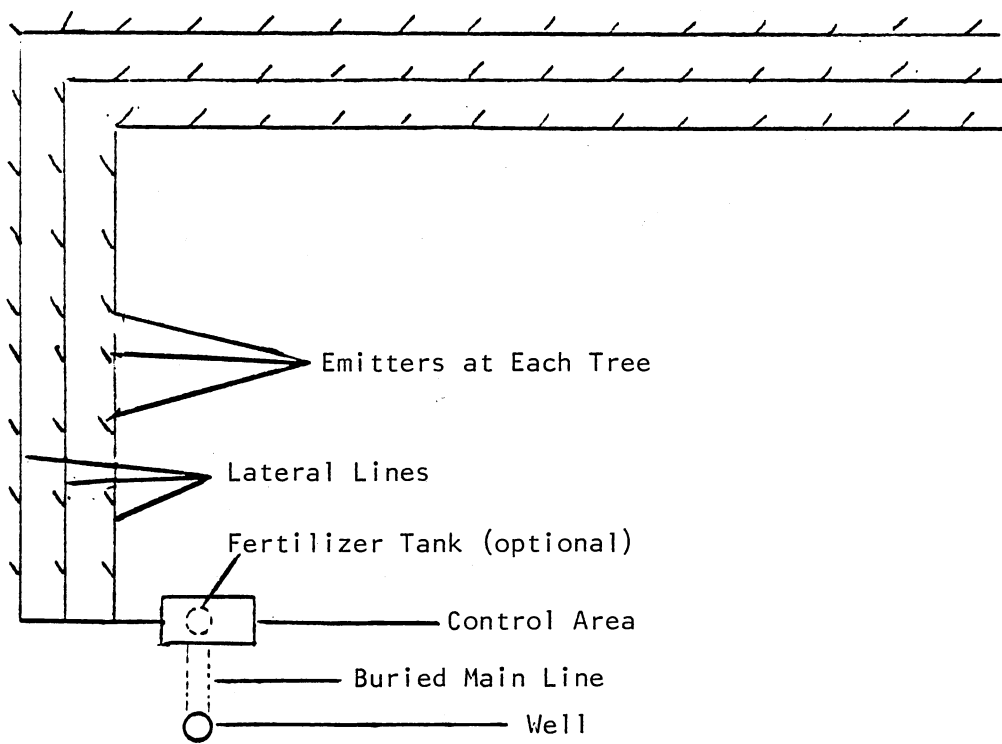 Emitters at Each Tree
Lateral Lines
Fertilizer Tank (optional)
Control Area
Buried Main Line
Well